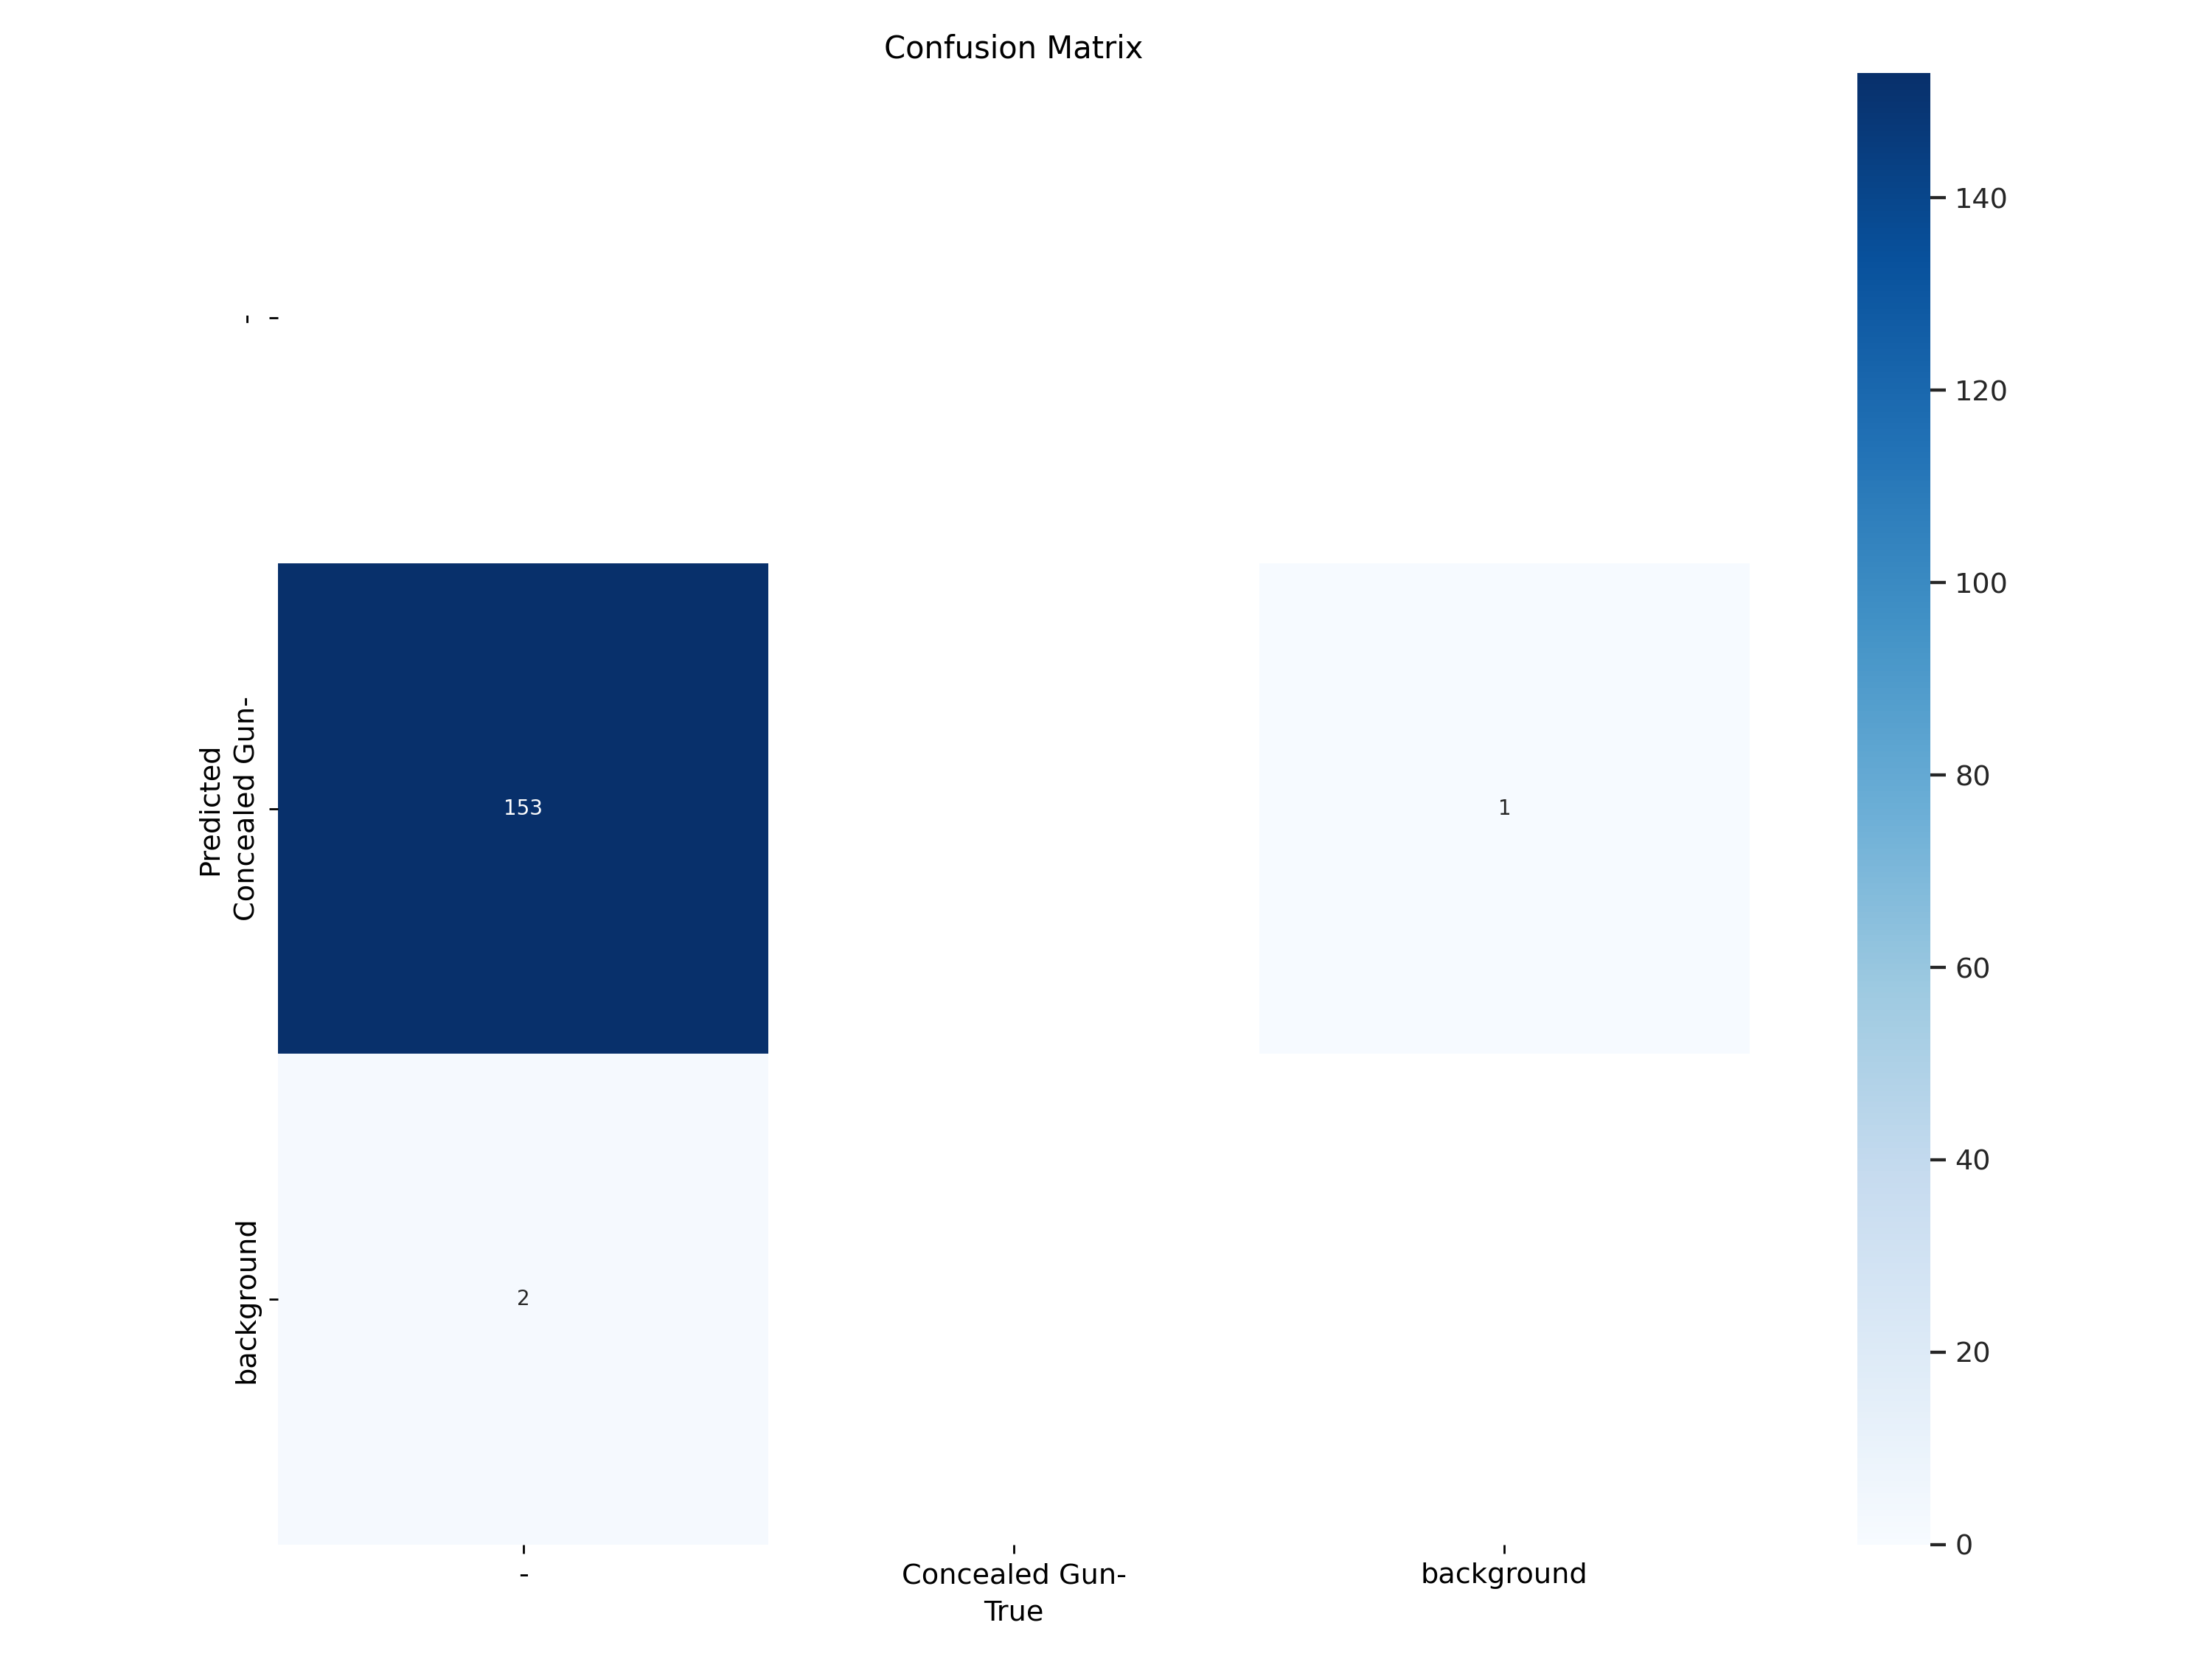 Confusion Matrix
140
120
100
80
60
40
20
0
-
Concealed Gun-
background
Predicted
153
1
2
-
Concealed Gun-
background
True